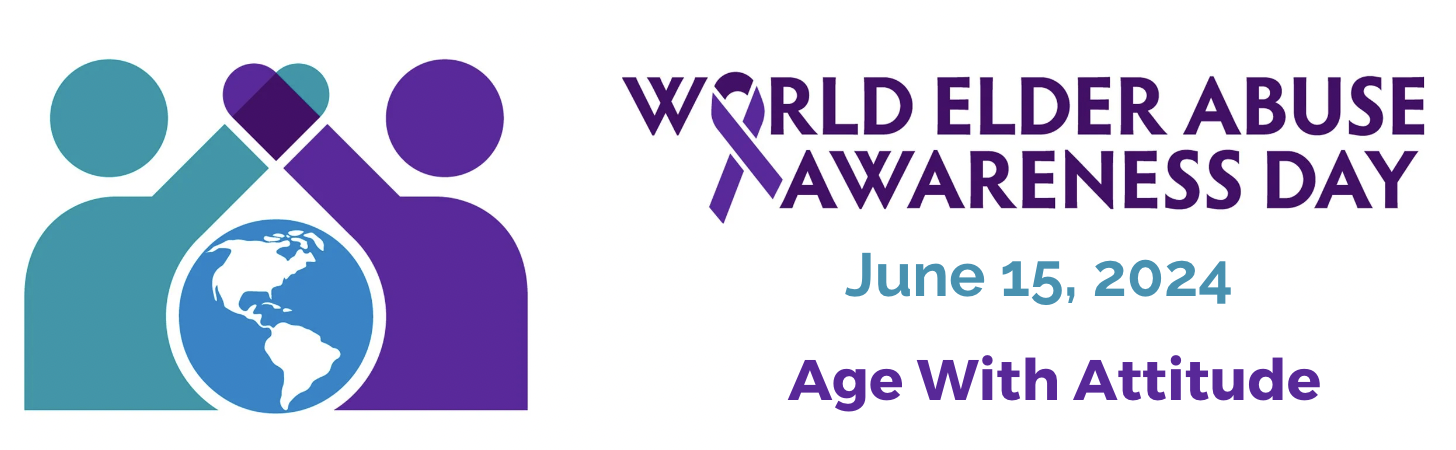 WORLD ELDER ABUSE
AWARENESS DAY
June 15, 2024
Age With Attitude